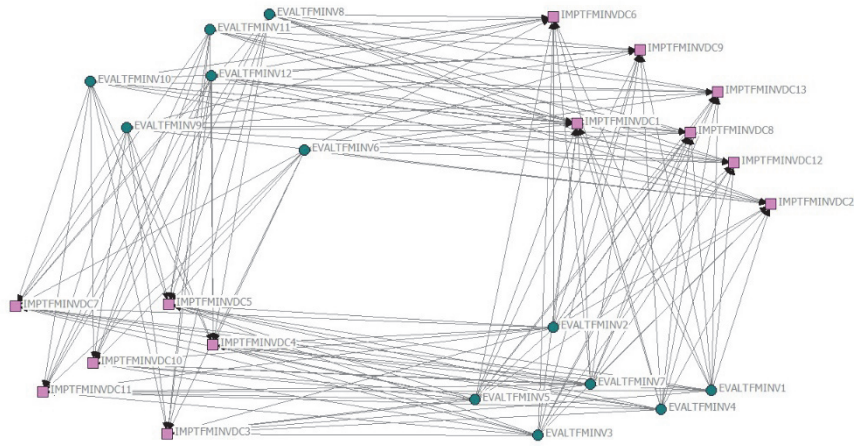 EVALTFMINV8
IMPTFMINVDC6
EVALTFMINV11
IMPTFMINVDC9
EVALTFMINV10
EVALTFMINV12
IMPTFMINVDC13
EVALTFMINV9
IMPTFMINVDC1
IMPTFMINVDC8
EVALTFMINV6
IMPTFMINVDC12
IMPTFMINVDC2
IMPTFMINVDC7
IMPTFMINVDC5
EVALTFMINV2
IMPTFMINVDC4
IMPTFMINVDC10
EVALTFMINV7
IMPTFMINVDC11
EVALTFMINV1
EVALTFMINV5
EVALTFMINV4
IMPTFMINVDC3
EVALTFMINV3